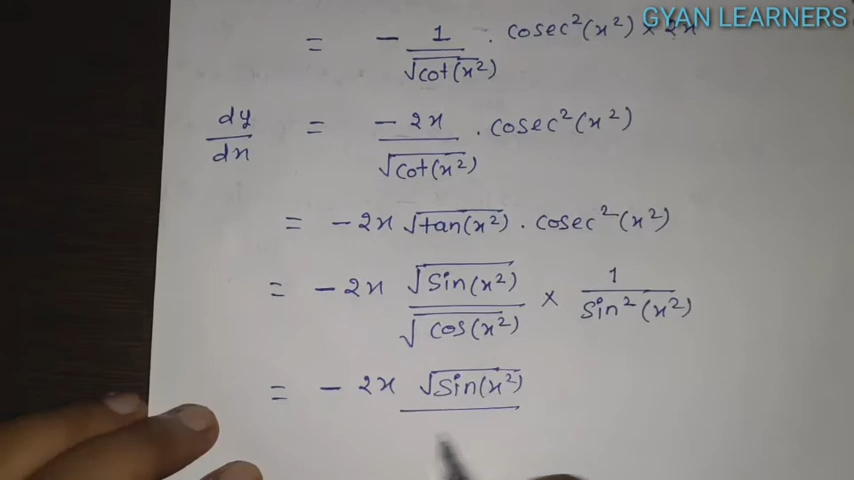 GYAN LEARNERS
= - 1/√cot(x²) . cosec²(x²) × 2x
dy/dx = - 2x/√cot(x²) . cosec²(x²)
= - 2x √tan(x²) . cosec²(x²)
= - 2x √Sin(x²)/√cos(x²) × 1/Sin²(x²)
= - 2x √Sin(x²)